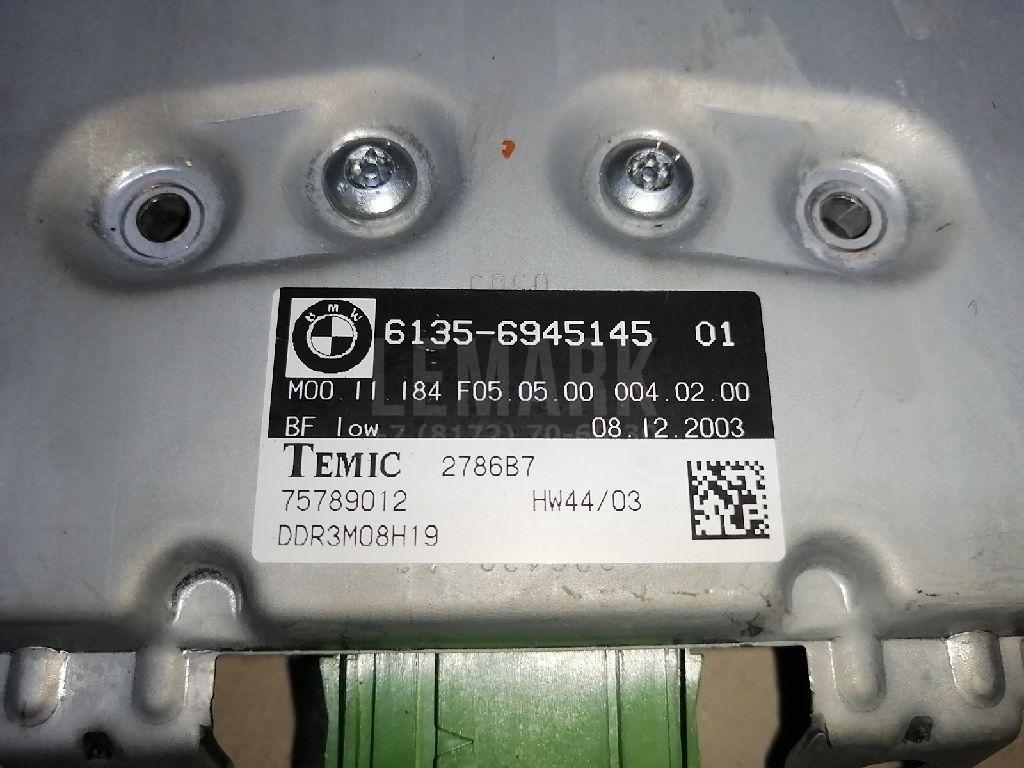 BMW
6135-6945145 01
M00.11.184 F05.05.00 004.02.00
BF low 08.12.2003
TEMIC 2786B7
75789012 HW44/03
DDR3M08H19
LEMARK